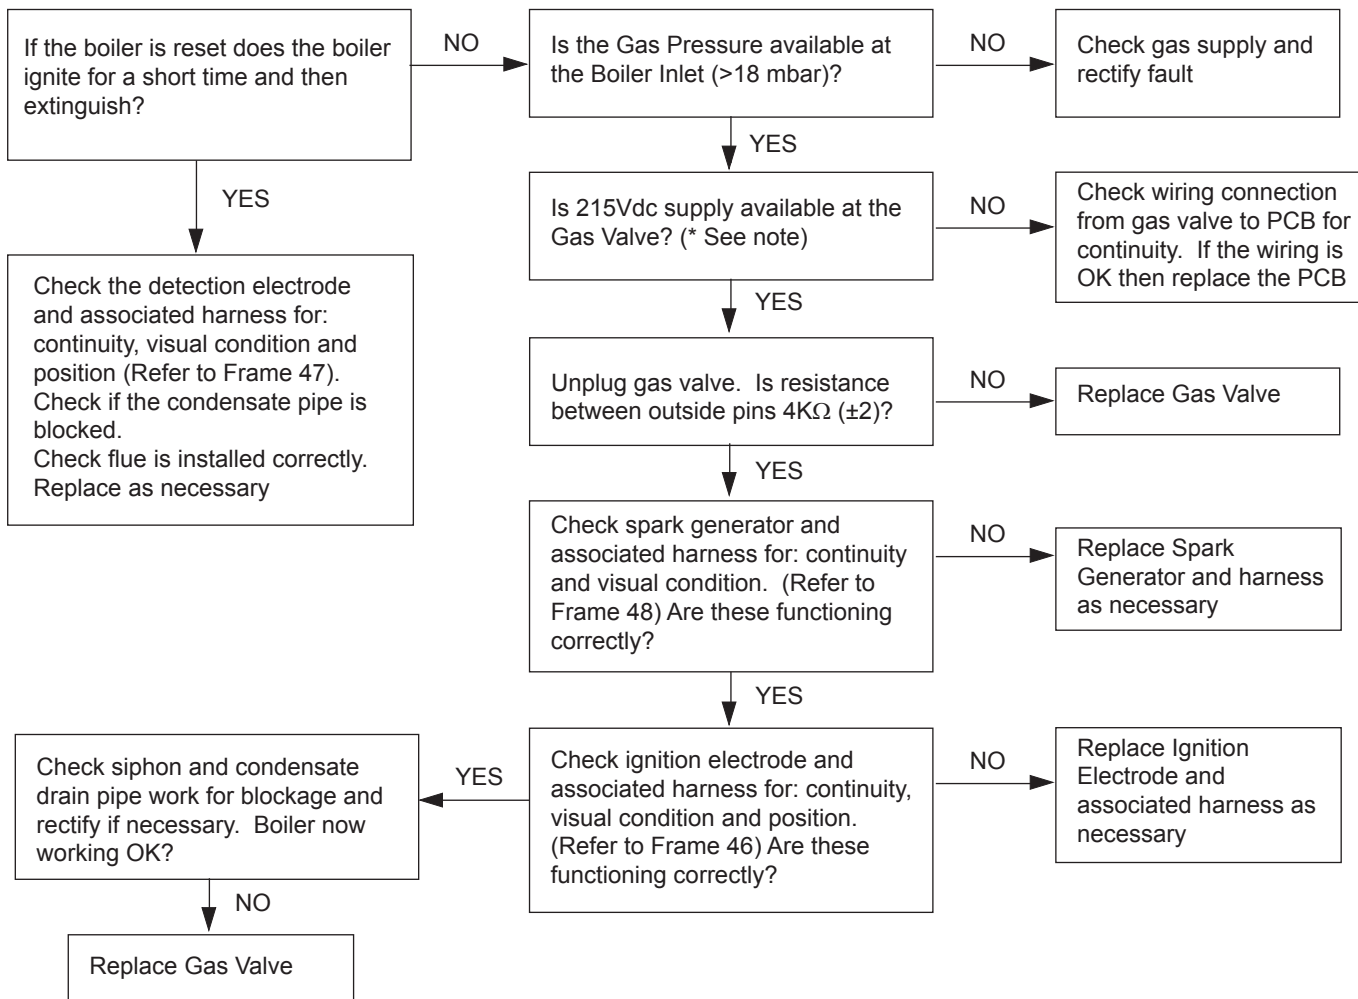 If the boiler is reset does the boiler
ignite for a short time and then
extinguish?
NO
Is the Gas Pressure available at
the Boiler Inlet (>18 mbar)?
NO
Check gas supply and
rectify fault
YES
YES
Is 215Vdc supply available at the
Gas Valve? (* See note)
NO
Check wiring connection
from gas valve to PCB for
continuity.  If the wiring is
OK then replace the PCB
Check the detection electrode
and associated harness for:
continuity, visual condition and
position (Refer to Frame 47).
Check if the condensate pipe is
blocked.
Check flue is installed correctly.
Replace as necessary
YES
Unplug gas valve.  Is resistance
between outside pins 4KΩ (±2)?
NO
Replace Gas Valve
YES
Check spark generator and
associated harness for: continuity
and visual condition.  (Refer to
Frame 48) Are these functioning
correctly?
NO
Replace Spark
Generator and harness
as necessary
YES
Check ignition electrode and
associated harness for: continuity,
visual condition and position.
(Refer to Frame 46) Are these
functioning correctly?
NO
Replace Ignition
Electrode and
associated harness as
necessary
YES
Check siphon and condensate
drain pipe work for blockage and
rectify if necessary.  Boiler now
working OK?
NO
Replace Gas Valve